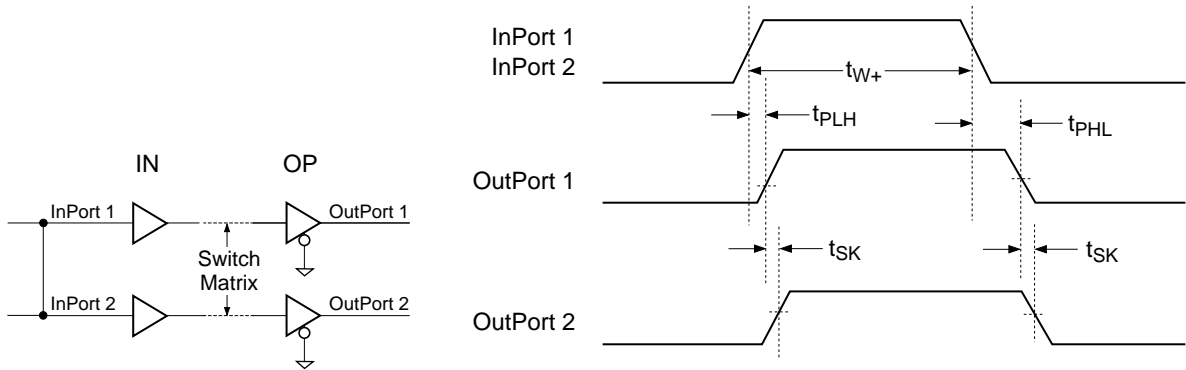 IN
OP
InPort 1
OutPort 1
Switch
Matrix
InPort 2
OutPort 2
InPort 1
InPort 2
tW+
tPLH
tPHL
OutPort 1
tSK
tSK
OutPort 2